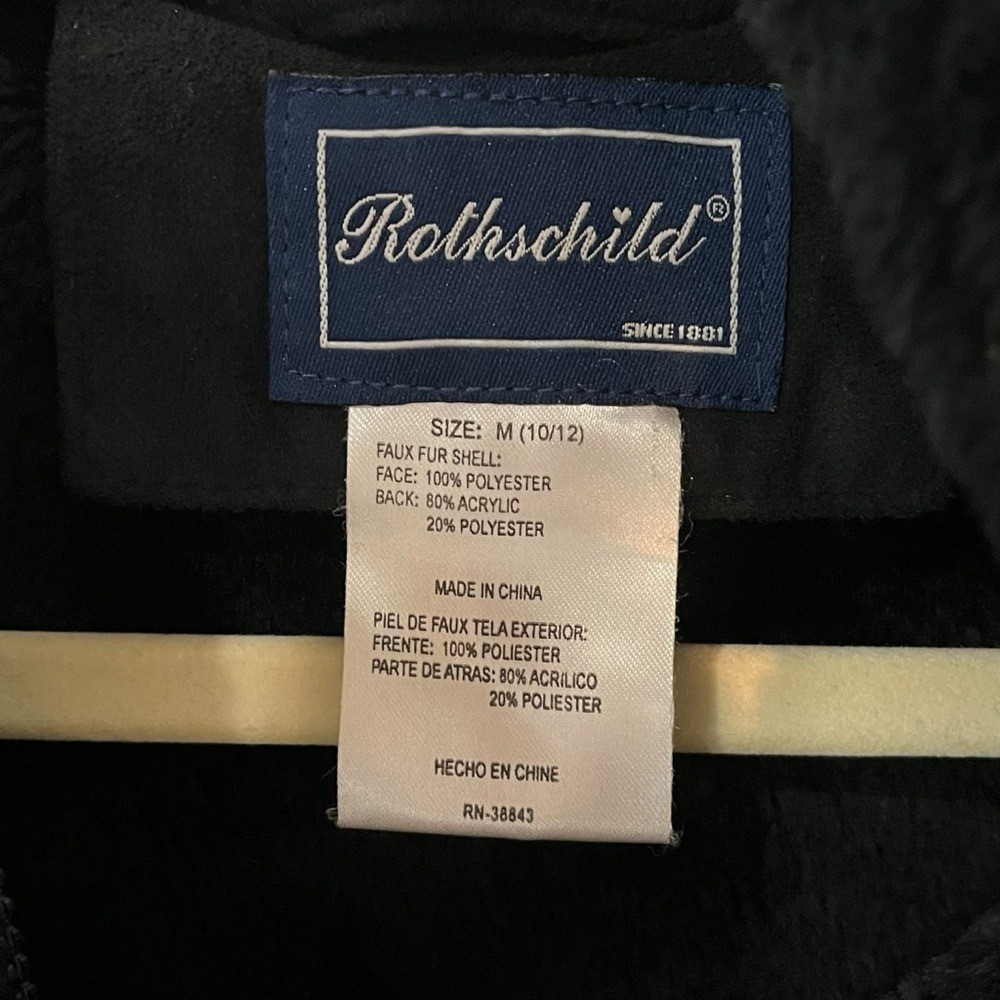 Rothschild®
SINCE 1881
SIZE: M (10/12)
FAUX FUR SHELL:
FACE: 100% POLYESTER
BACK: 80% ACRYLIC
20% POLYESTER
MADE IN CHINA
PIEL DE FAUX TELA EXTERIOR:
FRENTE: 100% POLIESTER
PARTE DE ATRAS: 80% ACRILICO
20% POLIESTER
HECHO EN CHINE
RN-38843